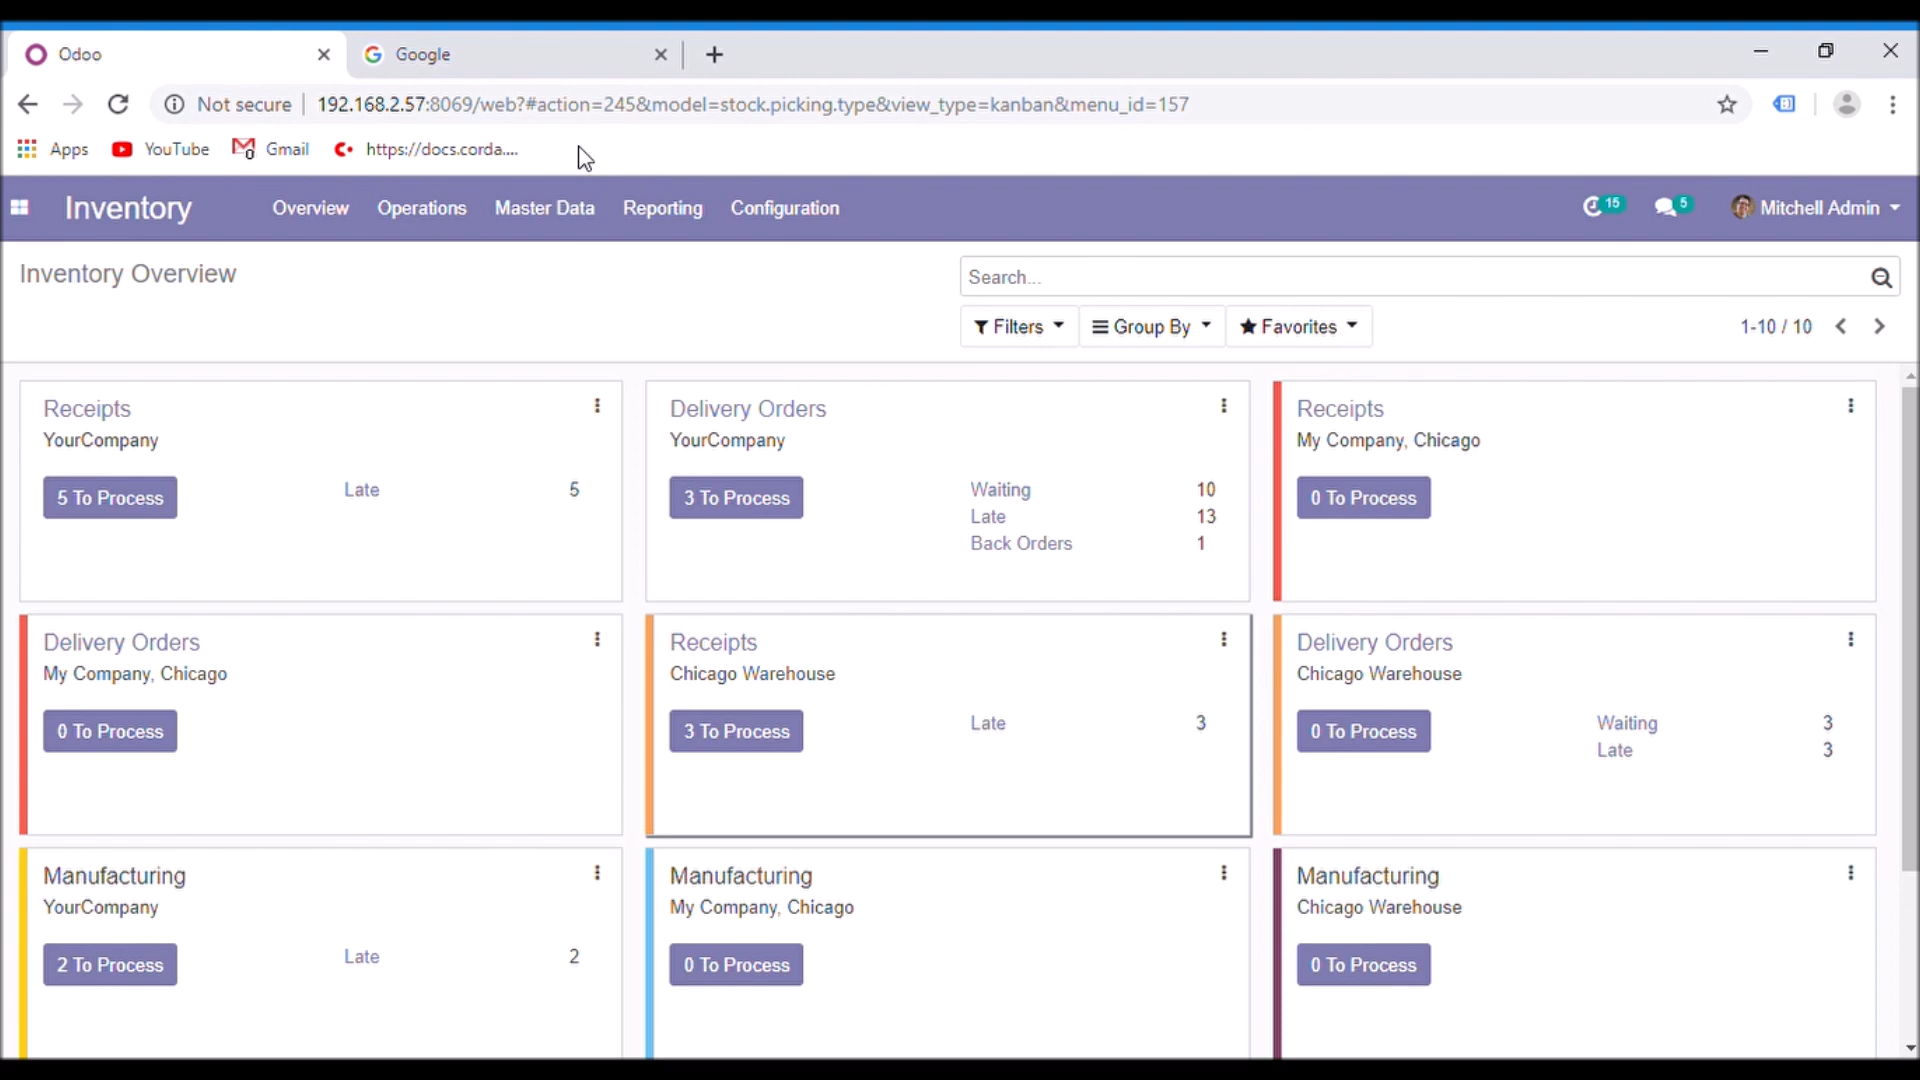 Odoo
Google
Not secure
192.168.2.57:8069/web?#action=245&model=stock.picking.type&view_type=kanban&menu_id=157
Apps
YouTube
Gmail
https://docs.corda....
Inventory
Overview
Operations
Master Data
Reporting
Configuration
15
5
Mitchell Admin
Inventory Overview
Search...
Filters
Group By
Favorites
1-10 / 10
Receipts
YourCompany
5 To Process
Late 5
Delivery Orders
YourCompany
3 To Process
Waiting 10
Late 13
Back Orders 1
Receipts
My Company, Chicago
0 To Process
Delivery Orders
My Company, Chicago
0 To Process
Receipts
Chicago Warehouse
3 To Process
Late 3
Delivery Orders
Chicago Warehouse
0 To Process
Waiting 3
Late 3
Manufacturing
YourCompany
2 To Process
Late 2
Manufacturing
My Company, Chicago
0 To Process
Manufacturing
Chicago Warehouse
0 To Process